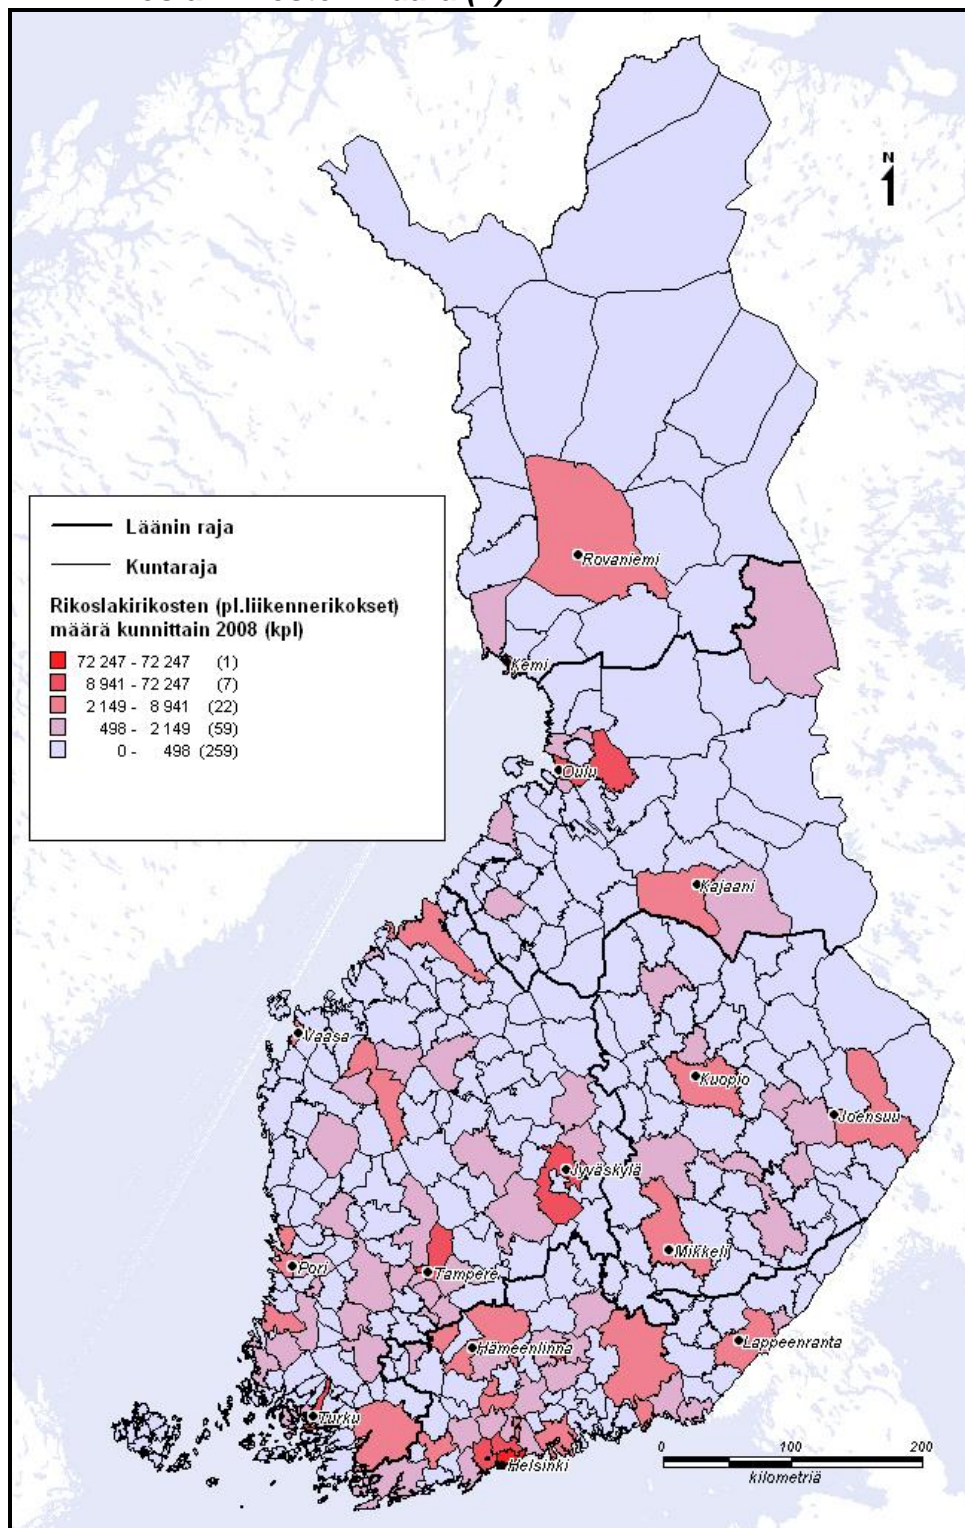 N
Läänin raja
Kuntaraja
Rikoslakirikosten (pl.liikennerikokset)
määrä kunnittain 2008 (kpl)
72 247 - 72 247 (1)
8 941 - 72 247 (7)
2 149 - 8 941 (22)
498 - 2 149 (59)
0 - 498 (259)
Rovaniemi
Kemi
Oulu
Kajaani
Vaasa
Kuopio
Joensuu
Jyväskylä
Mikkeli
Pori
Tampere
Lappeenranta
Hämeenlinna
Turku
Helsinki
0 100 200
kilometriä